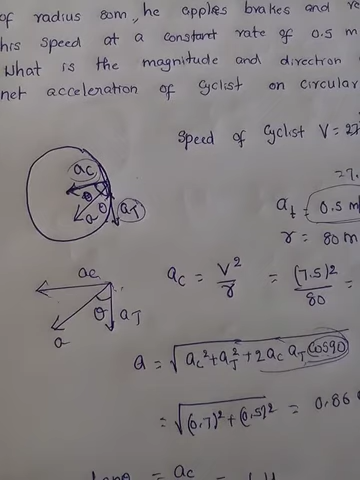 of radius 80m, he applies brakes and re
his speed at a constant rate of 0.5 m
What is the magnitude and direction
net acceleration of Cyclist on circular
Speed of Cyclist V = 27
27.
ac
θ
θ
a
aT
at = 0.5 m
r = 80 m
ac
θ
aT
a
ac = V²/r = (7.5)²/80 =
a = √ac²+aT²+2ac aT Cos90
= √(0.7)²+(0.5)² = 0.86
= ac